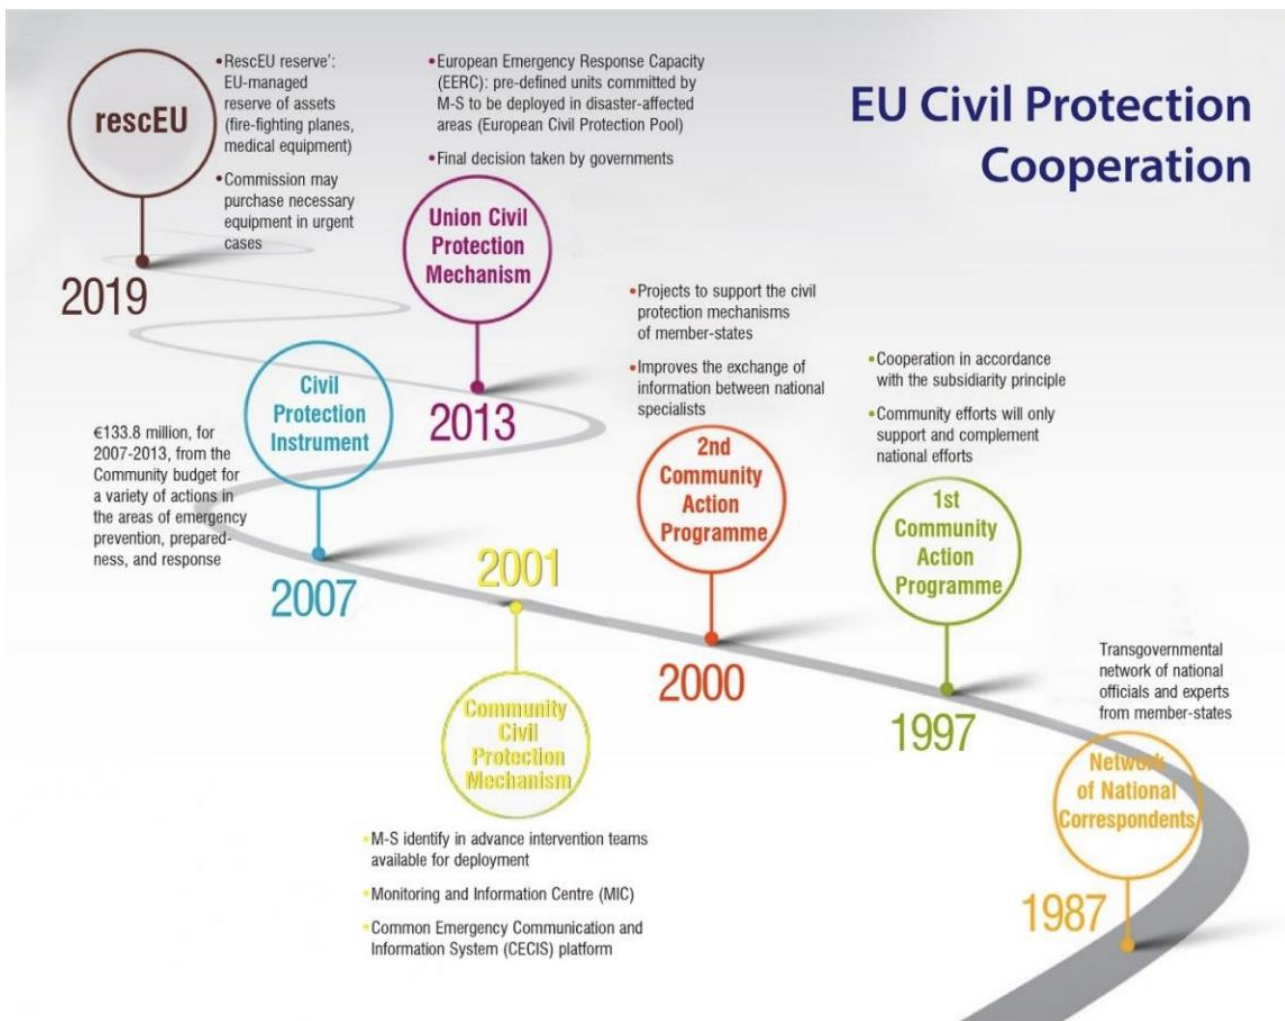 EU Civil Protection
Cooperation
rescEU
•RescEU reserve’:
EU-managed
reserve of assets
(fire-fighting planes,
medical equipment)
•Commission may
purchase necessary
equipment in urgent
cases
2019
•European Emergency Response Capacity
(EERC): pre-defined units committed by
M-S to be deployed in disaster-affected
areas (European Civil Protection Pool)
•Final decision taken by governments
Union Civil
Protection
Mechanism
2013
Civil
Protection
Instrument
€133.8 million, for
2007-2013, from the
Community budget for
a variety of actions in
the areas of emergency
prevention, prepared-
ness, and response
2007
2001
Community
Civil
Protection
Mechanism
•M-S identify in advance intervention teams
available for deployment
•Monitoring and Information Centre (MIC)
•Common Emergency Communication and
Information System (CECIS) platform
•Projects to support the civil
protection mechanisms
of member-states
•Improves the exchange of
information between national
specialists
2nd
Community
Action
Programme
2000
•Cooperation in accordance
with the subsidiarity principle
•Community efforts will only
support and complement
national efforts
1st
Community
Action
Programme
1997
Transgovernmental
network of national
officials and experts
from member-states
Network
of National
Correspondents
1987